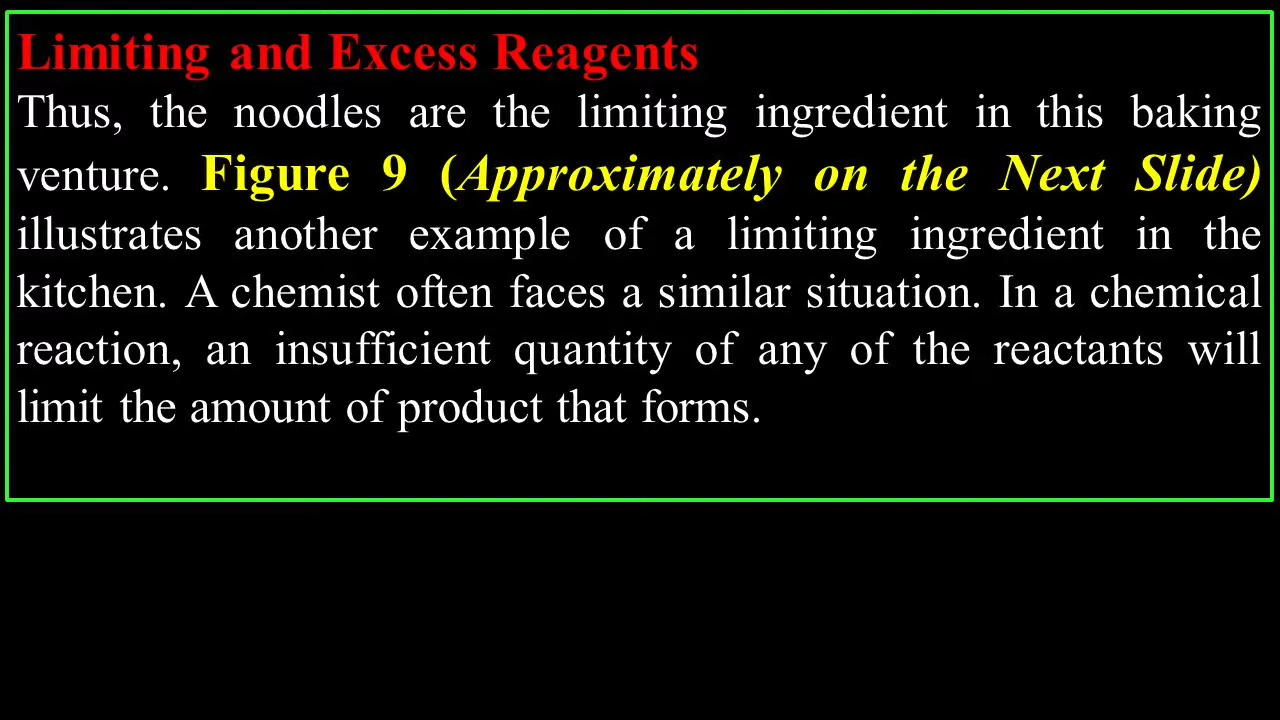 Limiting and Excess Reagents
Thus, the noodles are the limiting ingredient in this baking
venture. Figure 9 (Approximately on the Next Slide)
illustrates another example of a limiting ingredient in the
kitchen. A chemist often faces a similar situation. In a chemical
reaction, an insufficient quantity of any of the reactants will
limit the amount of product that forms.